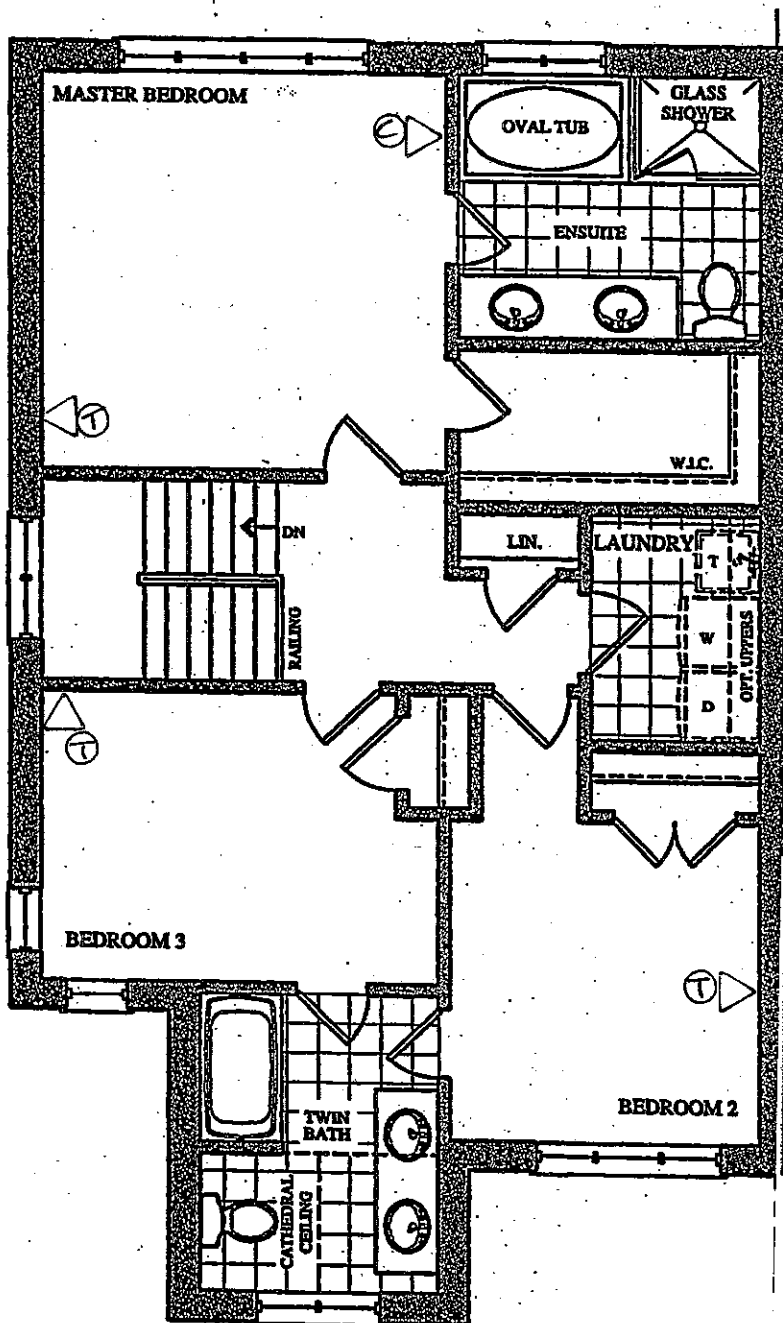 MASTER BEDROOM
C
OVAL TUB
GLASS
SHOWER
ENSUITE
T
W.I.C.
DN
RAILING
LIN.
LAUNDRY
T
W
D
OPT. UPPERS
T
BEDROOM 3
T
BEDROOM 2
TWIN
BATH
CATHEDRAL
CEILING